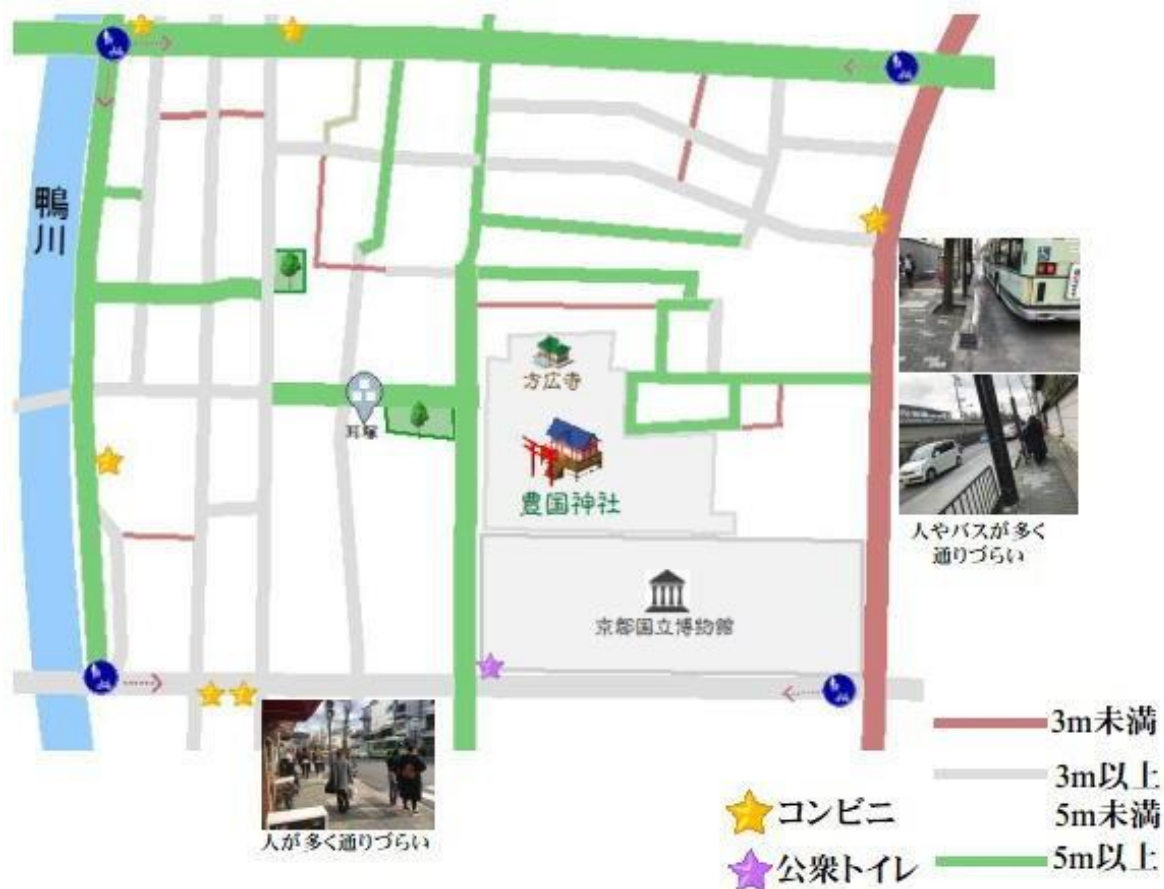 鴨川
方広寺
耳塚
豊国神社
京都国立博物館
人やバスが多く
通りづらい
人が多く通りづらい
コンビニ
公衆トイレ
3m未満
3m以上
5m未満
5m以上